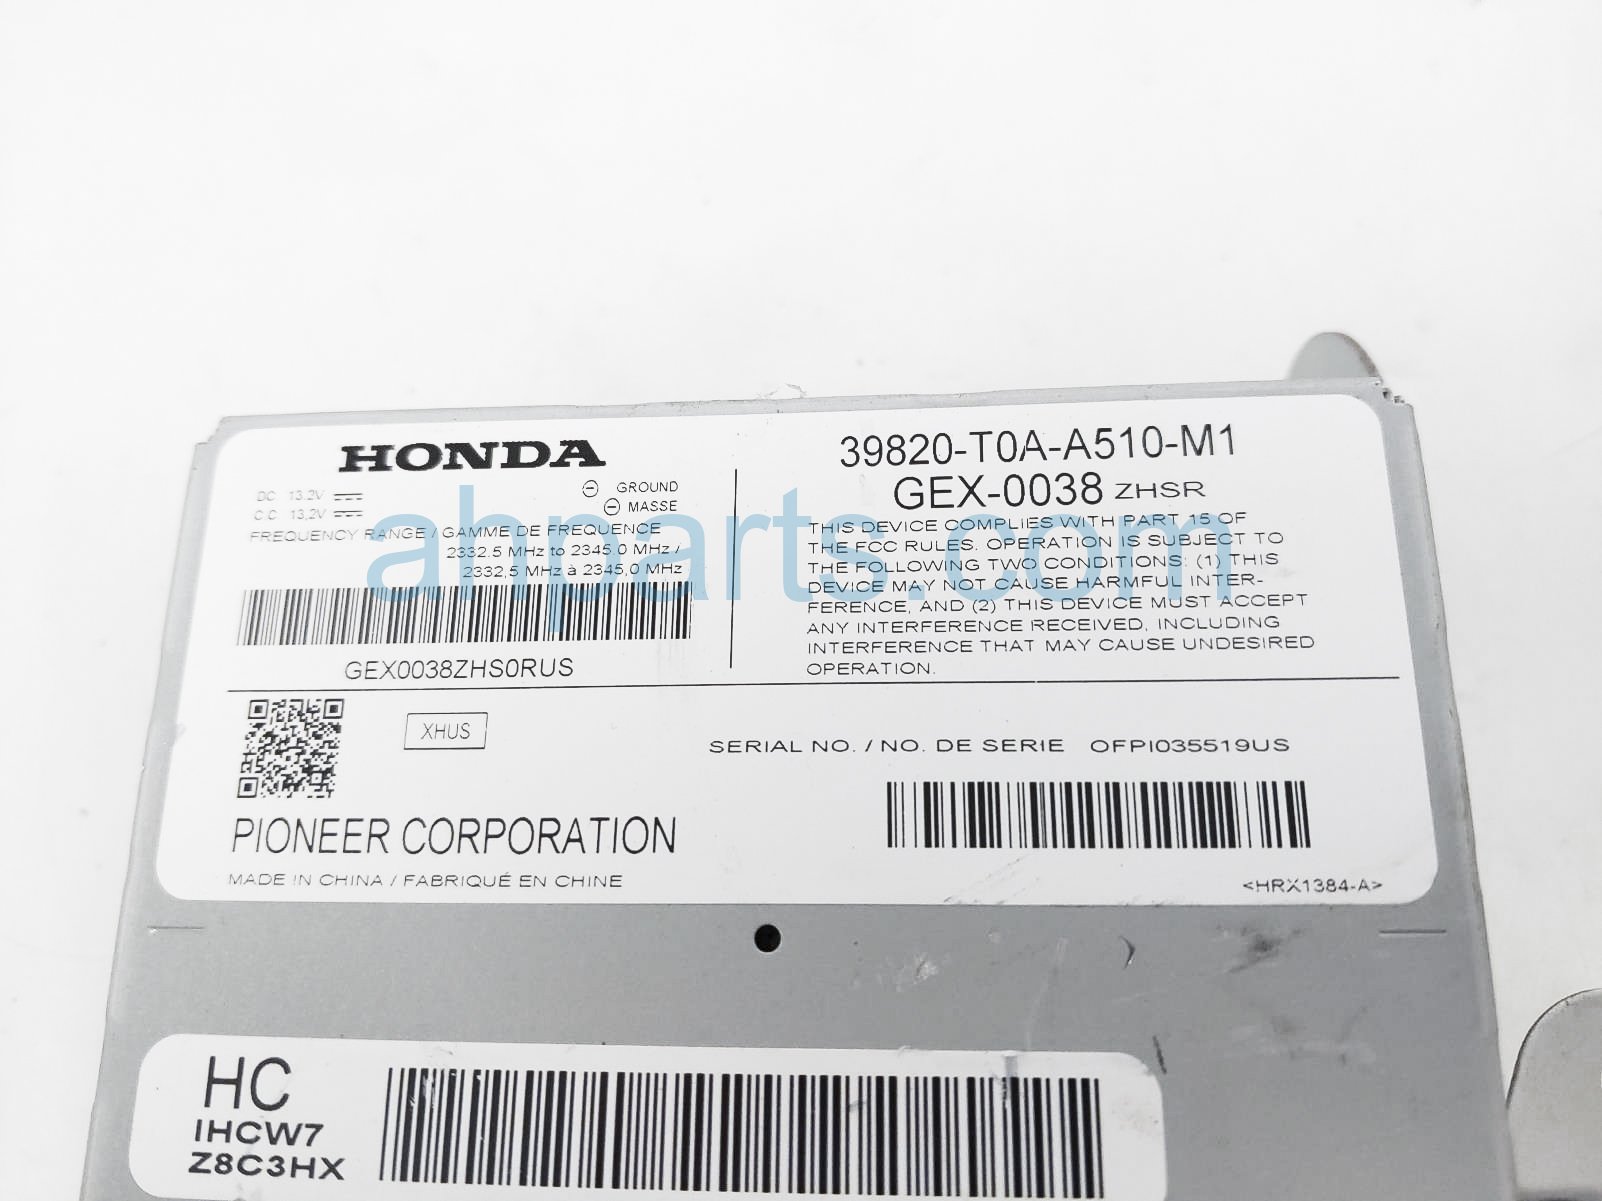 HONDA
DC 13.2V
C.C 13,2V
GROUND
MASSE
FREQUENCY RANGE / GAMME DE FREQUENCE
2332.5 MHz to 2345.0 MHz /
2332,5 MHz à 2345,0 MHz
GEX0038ZHS0RUS
39820-T0A-A510-M1
GEX-0038 ZHSR
THIS DEVICE COMPLIES WITH PART 15 OF
THE FCC RULES. OPERATION IS SUBJECT TO
THE FOLLOWING TWO CONDITIONS: (1) THIS
DEVICE MAY NOT CAUSE HARMFUL INTER-
FERENCE, AND (2) THIS DEVICE MUST ACCEPT
ANY INTERFERENCE RECEIVED, INCLUDING
INTERFERENCE THAT MAY CAUSE UNDESIRED
OPERATION.
ahparts.com
XHUS
SERIAL NO. / NO. DE SERIE OFPI035519US
PIONEER CORPORATION
MADE IN CHINA / FABRIQUÉ EN CHINE
<HRX1384-A>
HC
IHCW7
Z8C3HX